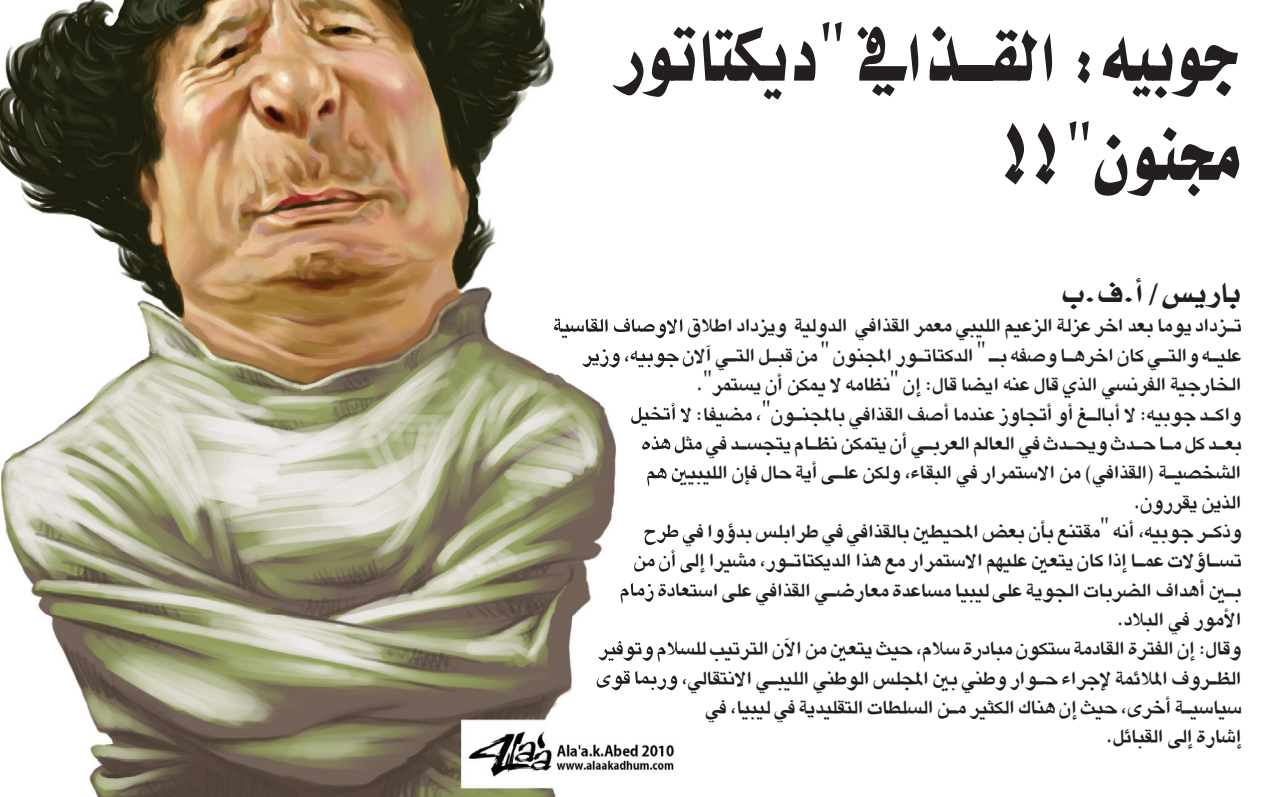 جوبيه: القذافي "ديكتاتور
مجنون"!!
باريس/ أ.ف.ب
تزداد يوما بعد اخر عزلة الزعيم الليبي معمر القذافي الدولية ويزداد اطلاق الاوصاف القاسية
عليه والتي كان اخرها وصفه بـ " الدكتاتور المجنون " من قبل التي آلان جوبيه، وزير
الخارجية الفرنسي الذي قال عنه ايضا قال: إن "نظامه لا يمكن أن يستمر".
واكد جوبيه: لا أبالغ أو أتجاوز عندما أصف القذافي بالمجنون"، مضيفا: لا أتخيل
بعد كل ما حدث ويحدث في العالم العربي أن يتمكن نظام يتجسد في مثل هذه
الشخصية (القذافي) من الاستمرار في البقاء، ولكن على أية حال فإن الليبيين هم
الذين يقررون.
وذكر جوبيه، أنه "مقتنع بأن بعض المحيطين بالقذافي في طرابلس بدؤوا في طرح
تساؤلات عما إذا كان يتعين عليهم الاستمرار مع هذا الديكتاتور، مشيرا إلى أن من
بين أهداف الضربات الجوية على ليبيا مساعدة معارضي القذافي على استعادة زمام
الأمور في البلاد.
وقال: إن الفترة القادمة ستكون مبادرة سلام، حيث يتعين من الآن الترتيب للسلام وتوفير
الظروف الملائمة لإجراء حوار وطني بين المجلس الوطني الليبي الانتقالي، وربما قوى
سياسية أخرى، حيث إن هناك الكثير من السلطات التقليدية في ليبيا، في
إشارة إلى القبائل.
Ala'a
Ala'a.k.Abed 2010
www.alaakadhum.com